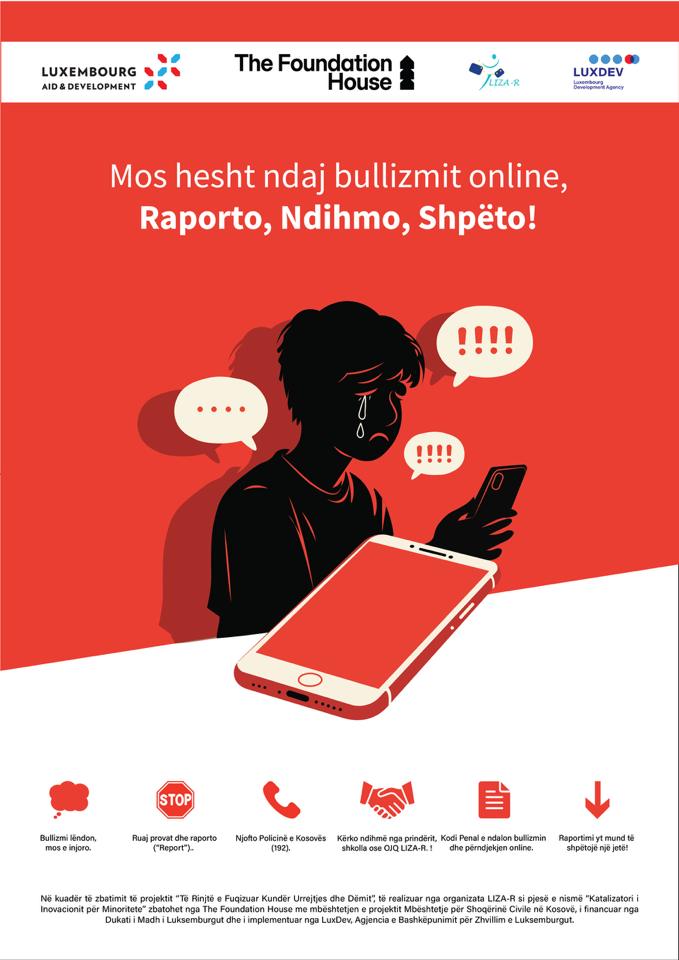 LUXEMBOURG
AID & DEVELOPMENT
The Foundation
House
LIZA-R
LUXDEV
Luxembourg
Development Agency
Mos hesht ndaj bullizmit online,
Raporto, Ndihmo, Shpëto!
!!!!
....
!!!!
STOP
Bullizmi lëndon,
mos e injoro.
Ruaj provat dhe raporto
(“Report”)..
Njofto Policinë e Kosovës
(192).
Kërko ndihmë nga prindërit,
shkolla ose OJQ LIZA-R. !
Kodi Penal e ndalon bullizmin
dhe përndjekjen online.
Raportimi yt mund të
shpëtojë një jetë!
Në kuadër të zbatimit të projektit “Të Rinjtë e Fuqizuar Kundër Urrejtjes dhe Dëmit”, të realizuar nga organizata LIZA-R si pjesë e nismë “Katalizatori i
Inovacionit për Minoritete” zbatohet nga The Foundation House me mbështetjen e projektit Mbështetje për Shoqërinë Civile në Kosovë, i financuar nga
Dukati i Madh i Luksemburgut dhe i implementuar nga LuxDev, Agjencia e Bashkëpunimit për Zhvillim e Luksemburgut.